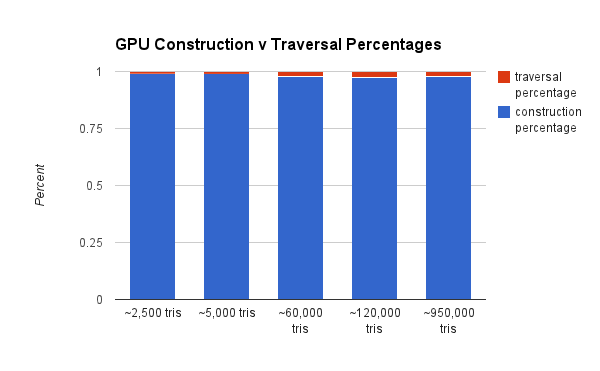 GPU Construction v Traversal Percentages
1
0.75
0.5
0.25
0
Percent
~2,500 tris
~5,000 tris
~60,000
tris
~120,000
tris
~950,000
tris
traversal
percentage
construction
percentage